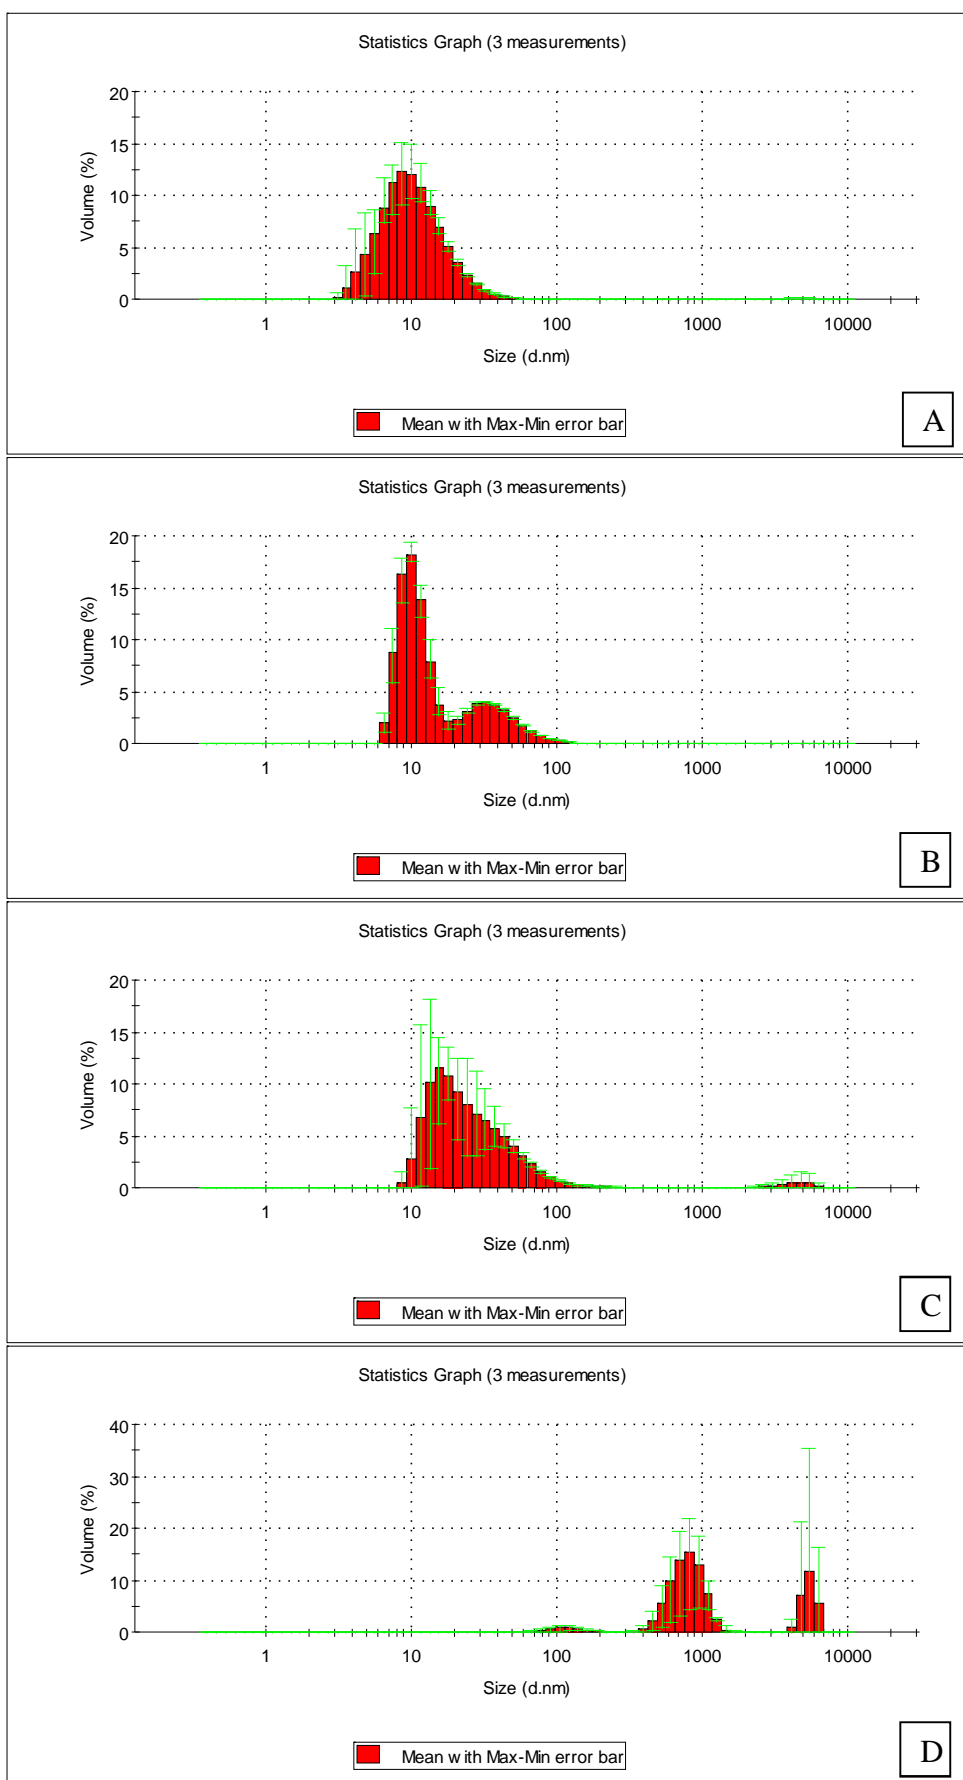 Statistics Graph (3 measurements)
20
15
10
5
0
Volume (%)
1 10 100 1000 10000
Size (d.nm)
Mean with Max-Min error bar
A
Statistics Graph (3 measurements)
20
15
10
5
0
Volume (%)
1 10 100 1000 10000
Size (d.nm)
Mean with Max-Min error bar
B
Statistics Graph (3 measurements)
20
15
10
5
0
Volume (%)
1 10 100 1000 10000
Size (d.nm)
Mean with Max-Min error bar
C
Statistics Graph (3 measurements)
40
30
20
10
0
Volume (%)
1 10 100 1000 10000
Size (d.nm)
Mean with Max-Min error bar
D